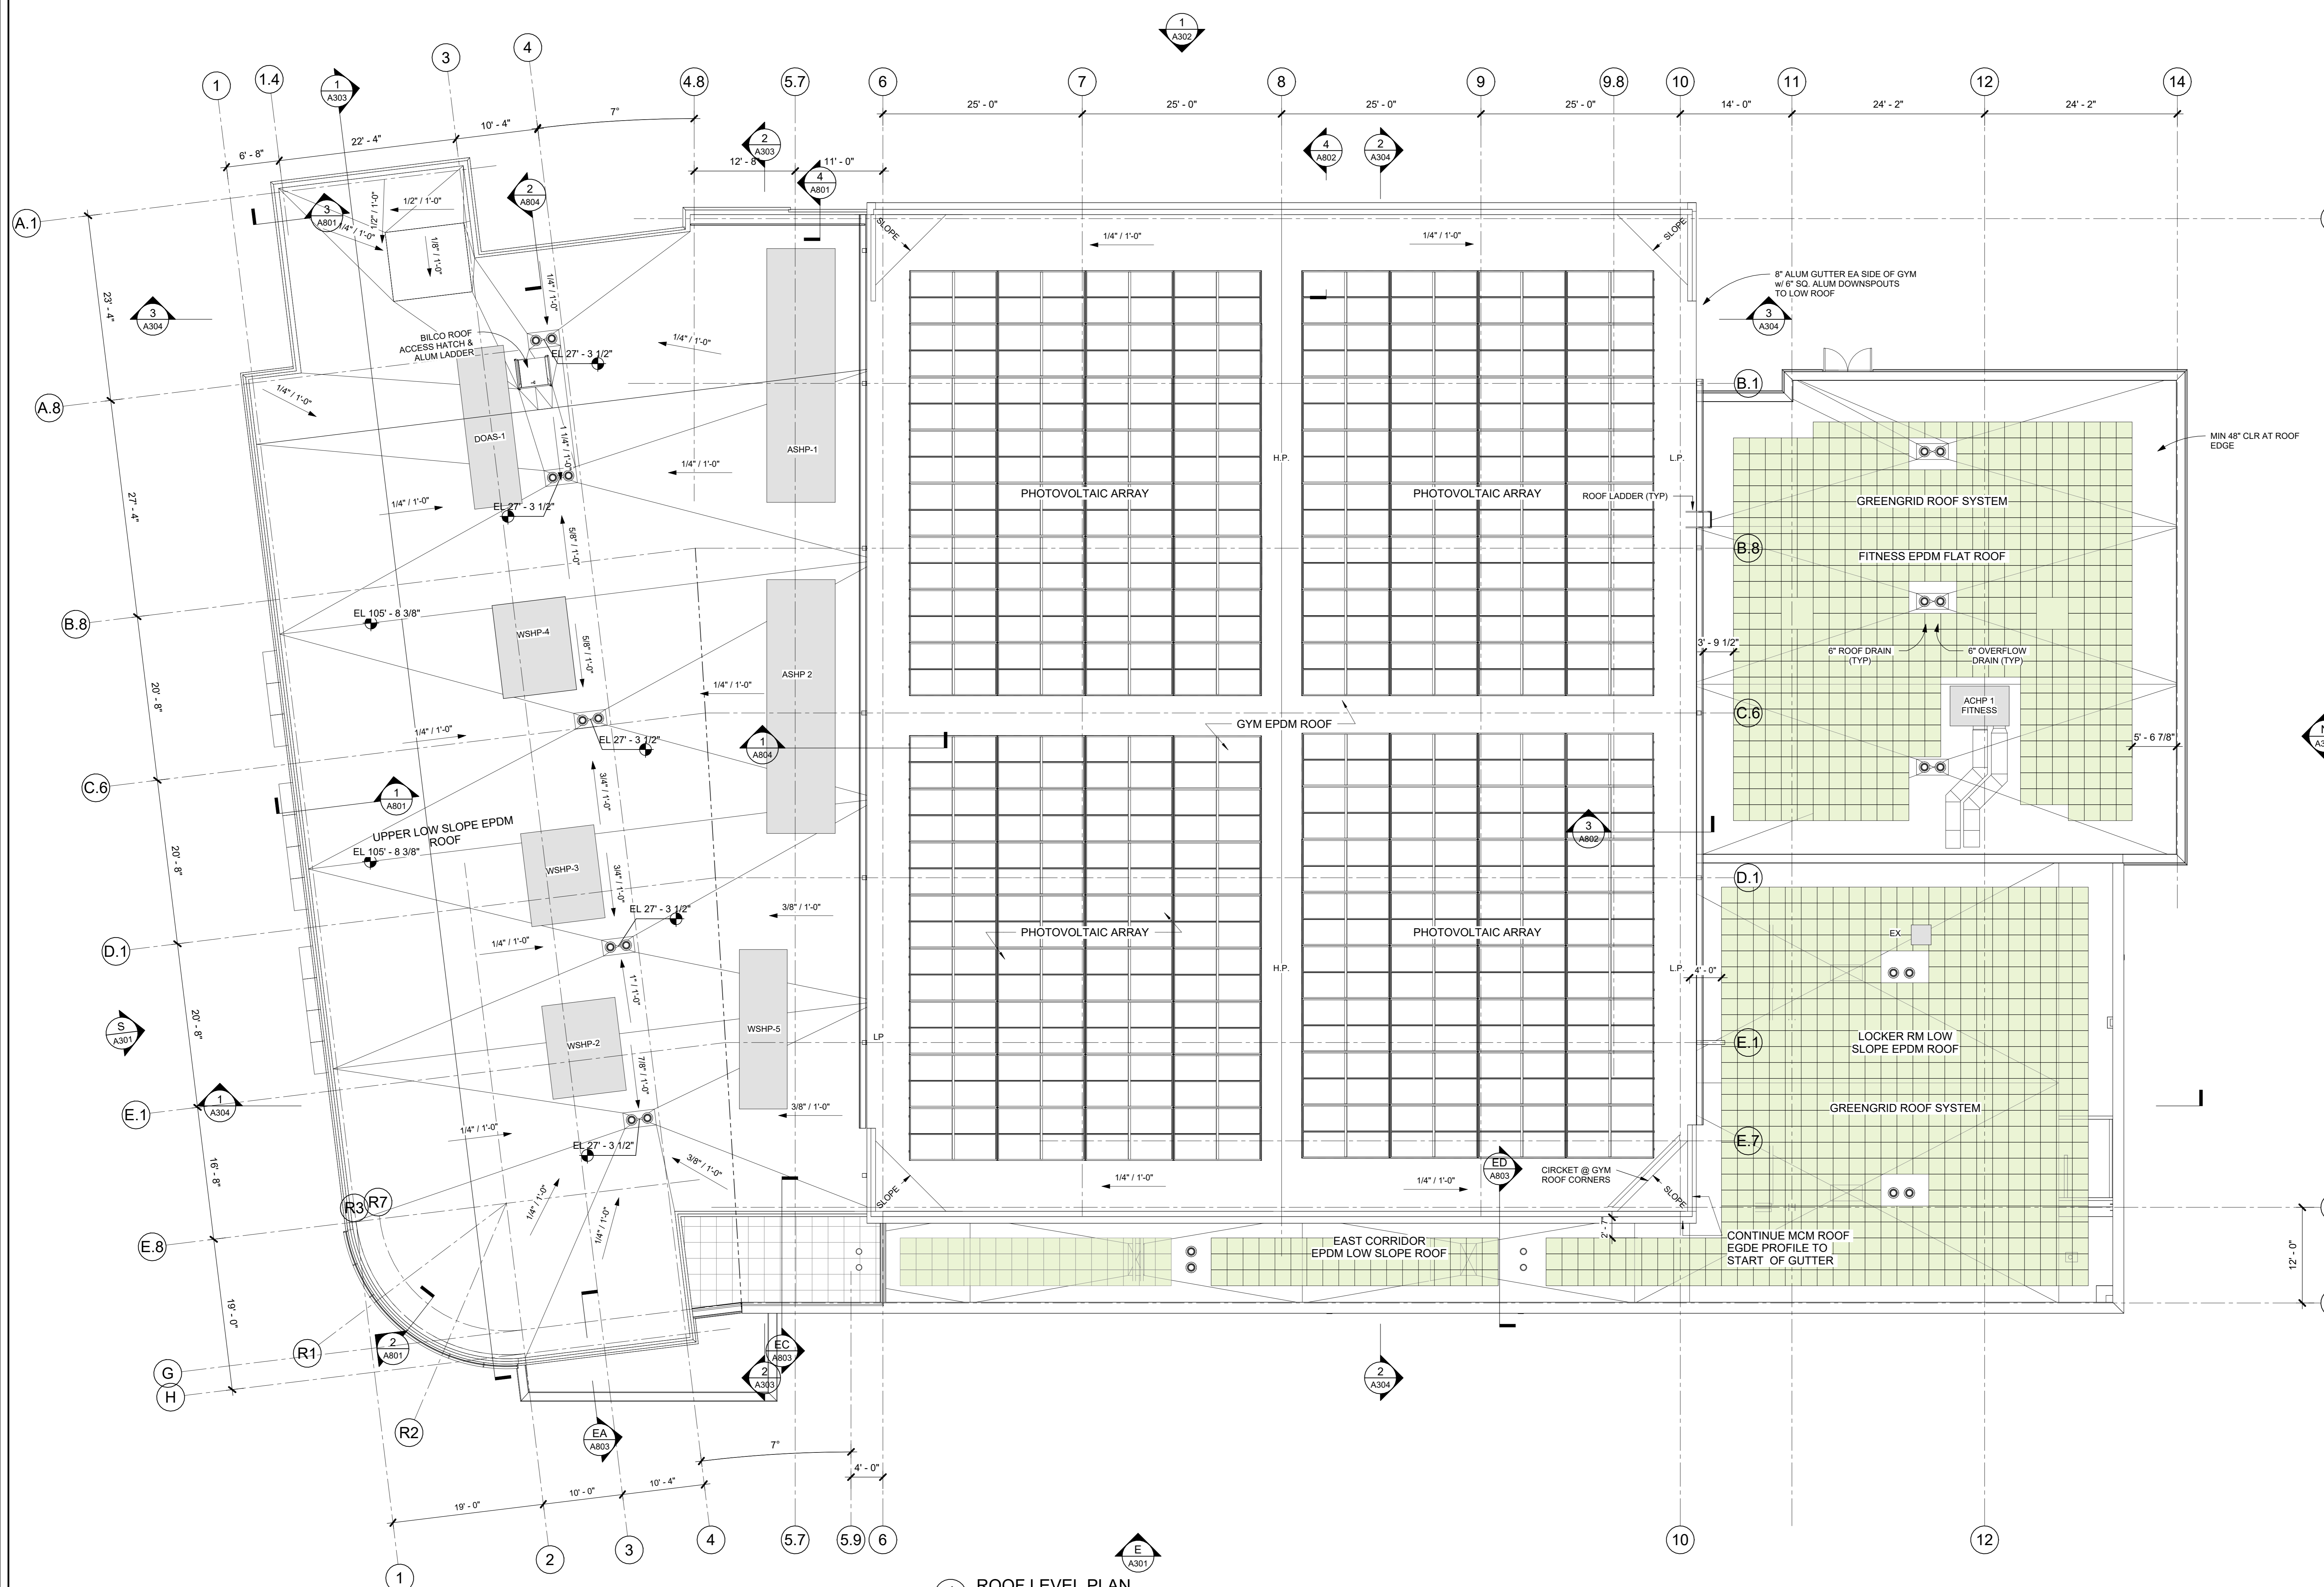 1
A302
1
1.4
3
4
4.8
5.7
6
7
8
9
9.8
10
11
12
14
1
A303
6' - 8"
22' - 4"
10' - 4"
7°
12' - 8"
11' - 0"
25' - 0"
25' - 0"
25' - 0"
25' - 0"
14' - 0"
24' - 2"
24' - 2"
2
A303
4
A801
4
A802
2
A304
2
A804
3
A801
A.1
1/2" / 1'-0"
1/2" / 1'-0"
1/4" / 1'-0"
1/8" / 1'-0"
1/4" / 1'-0"
SLOPE
1/4" / 1'-0"
1/4" / 1'-0"
SLOPE
8" ALUM GUTTER EA SIDE OF GYM
w/ 6" SQ. ALUM DOWNSPOUTS
TO LOW ROOF
3
A304
23' - 4"
3
A304
BILCO ROOF
ACCESS HATCH &
ALUM LADDER
EL 27' - 3 1/2"
1/4" / 1'-0"
A.8
1/4" / 1'-0"
B.1
DOAS-1
1 1/4" / 1'-0"
ASHP-1
1/4" / 1'-0"
H.P.
L.P.
MIN 48" CLR AT ROOF
EDGE
27' - 4"
1/4" / 1'-0"
EL 27' - 3 1/2"
PHOTOVOLTAIC ARRAY
PHOTOVOLTAIC ARRAY
ROOF LADDER (TYP)
GREENGRID ROOF SYSTEM
5/8" / 1'-0"
B.8
FITNESS EPDM FLAT ROOF
B.8
EL 105' - 8 3/8"
WSHP-4
5/8" / 1'-0"
ASHP 2
3' - 9 1/2"
6" ROOF DRAIN
(TYP)
6" OVERFLOW
DRAIN (TYP)
20' - 8"
1/4" / 1'-0"
ACHP 1
FITNESS
1/4" / 1'-0"
EL 27' - 3 1/2"
1
A804
GYM EPDM ROOF
C.6
5' - 6 7/8"
C.6
3/4" / 1'-0"
1
A801
3
A802
UPPER LOW SLOPE EPDM
ROOF
EL 105' - 8 3/8"
20' - 8"
WSHP-3
3/4" / 1'-0"
D.1
3/8" / 1'-0"
EL 27' - 3 1/2"
D.1
1/4" / 1'-0"
PHOTOVOLTAIC ARRAY
PHOTOVOLTAIC ARRAY
EX
1" / 1'-0"
H.P.
L.P.
4' - 0"
20' - 8"
S
A301
WSHP-2
WSHP-5
LP
E.1
LOCKER RM LOW
SLOPE EPDM ROOF
7/8" / 1'-0"
E.1
1
A304
3/8" / 1'-0"
GREENGRID ROOF SYSTEM
1/4" / 1'-0"
EL 27' - 3 1/2"
E.7
16' - 8"
3/8" / 1'-0"
ED
A803
CIRCKET @ GYM
ROOF CORNERS
1/4" / 1'-0"
1/4" / 1'-0"
SLOPE
SLOPE
R3
R7
1/4" / 1'-0"
1/4" / 1'-0"
E.8
2' - 7"
EAST CORRIDOR
EPDM LOW SLOPE ROOF
CONTINUE MCM ROOF
EGDE PROFILE TO
START OF GUTTER
12' - 0"
19' - 0"
R1
2
A801
G
H
EC
A803
2
A303
2
A304
R2
EA
A803
7°
4' - 0"
19' - 0"
10' - 0"
10' - 4"
1
2
3
4
5.7
5.9
6
10
12
E
A301
ROOF LEVEL PLAN